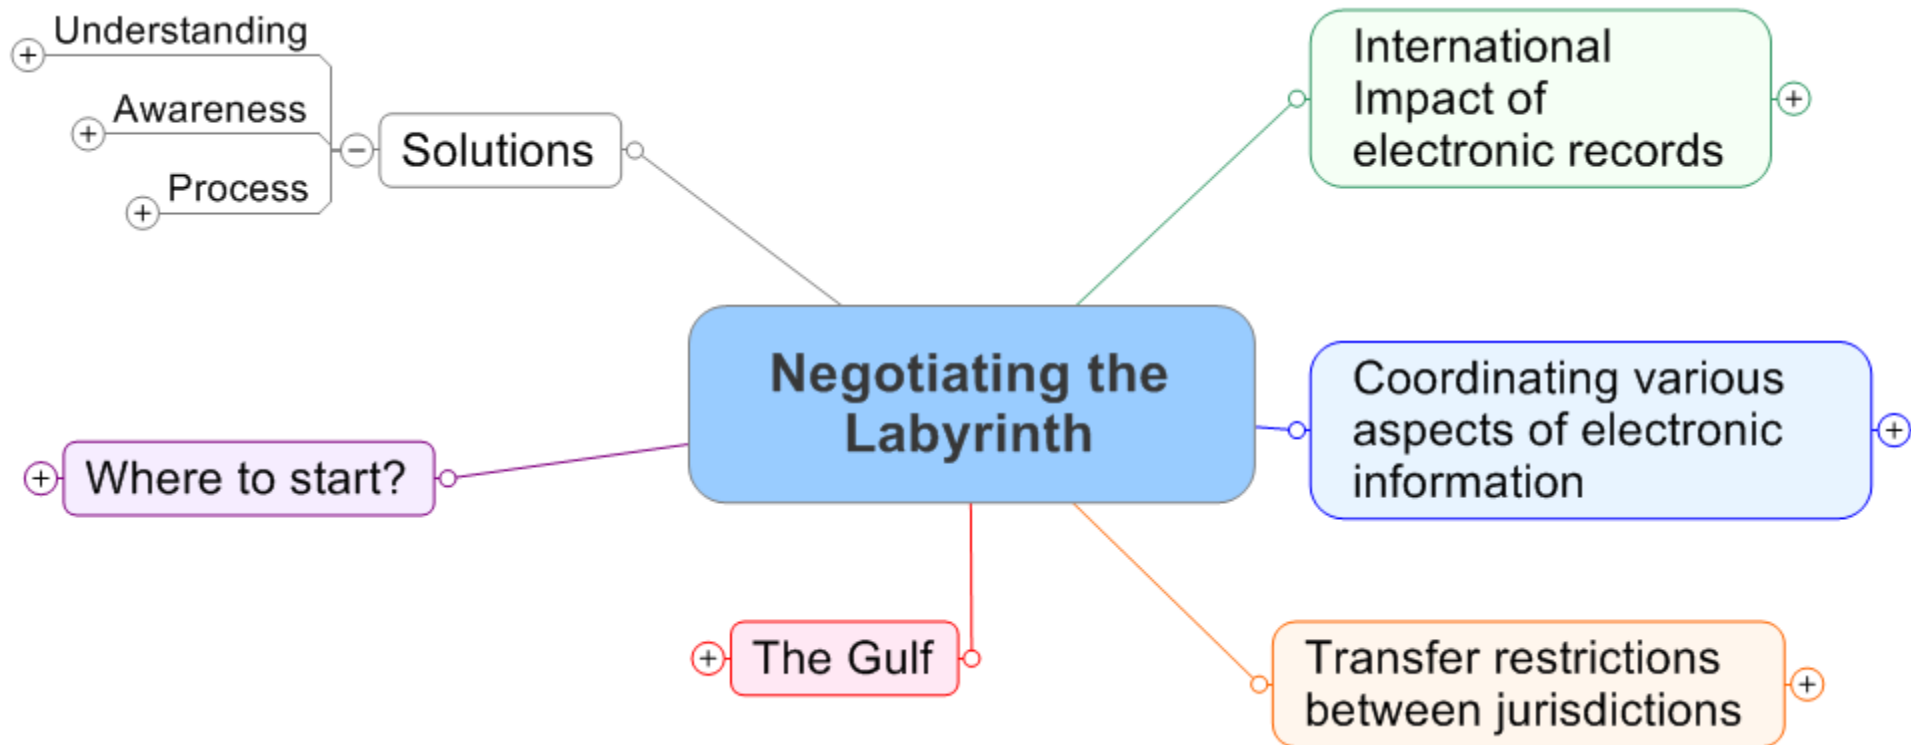 Understanding
Awareness
Process
Solutions
International
Impact of
electronic records
Negotiating the
Labyrinth
Coordinating various
aspects of electronic
information
Where to start?
The Gulf
Transfer restrictions
between jurisdictions